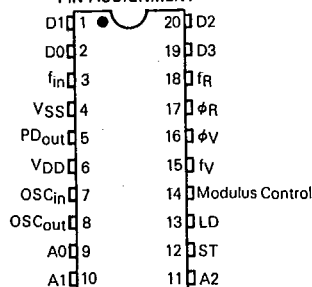 D1 1 20 D2
D0 2 19 D3
fin 3 18 fR
VSS 4 17 ϕR
PDout 5 16 ϕV
VDD 6 15 fV
OSCin 7 14 Modulus Control
OSCout 8 13 LD
A0 9 12 ST
A1 10 11 A2